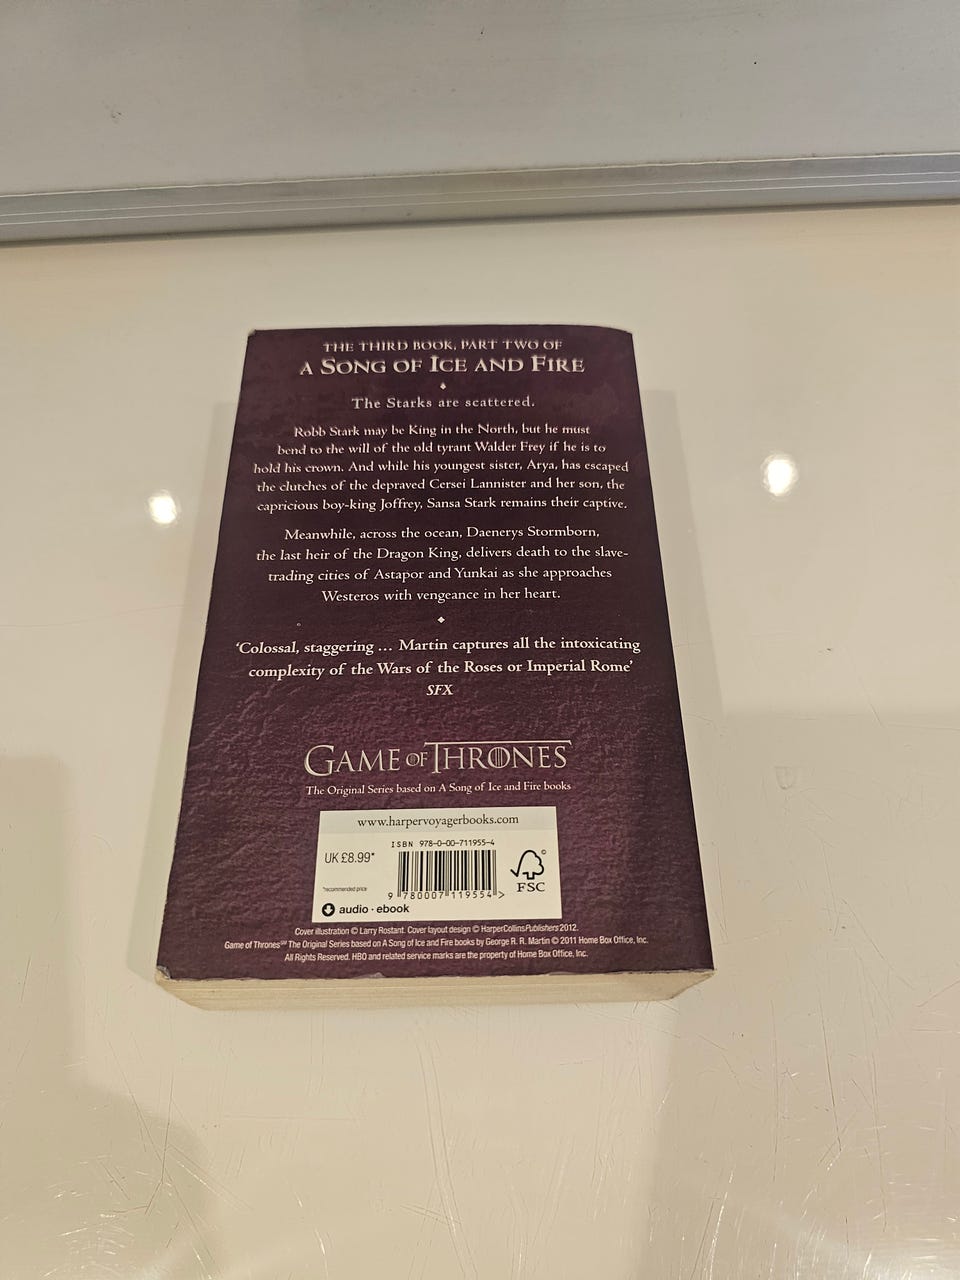 THE THIRD BOOK, PART TWO OF
A SONG OF ICE AND FIRE
The Starks are scattered.
Robb Stark may be King in the North, but he must
bend to the will of the old tyrant Walder Frey if he is to
hold his crown. And while his youngest sister, Arya, has escaped
the clutches of the depraved Cersei Lannister and her son, the
capricious boy-king Joffrey, Sansa Stark remains their captive.
Meanwhile, across the ocean, Daenerys Stormborn,
the last heir of the Dragon King, delivers death to the slave-
trading cities of Astapor and Yunkai as she approaches
Westeros with vengeance in her heart.
‘Colossal, staggering … Martin captures all the intoxicating
complexity of the Wars of the Roses or Imperial Rome’
SFX
GAME OF THRONES
The Original Series based on A Song of Ice and Fire books
www.harpervoyagerbooks.com
ISBN 978-0-00-711955-4
UK £8.99*
*recommended price
9 780007 119554 >
FSC
©
audio · ebook
Cover illustration © Larry Rostant. Cover layout design © HarperCollinsPublishers 2012.
Game of Thrones℠ The Original Series based on A Song of Ice and Fire books by George R. R. Martin © 2011 Home Box Office, Inc.
All Rights Reserved. HBO and related service marks are the property of Home Box Office, Inc.